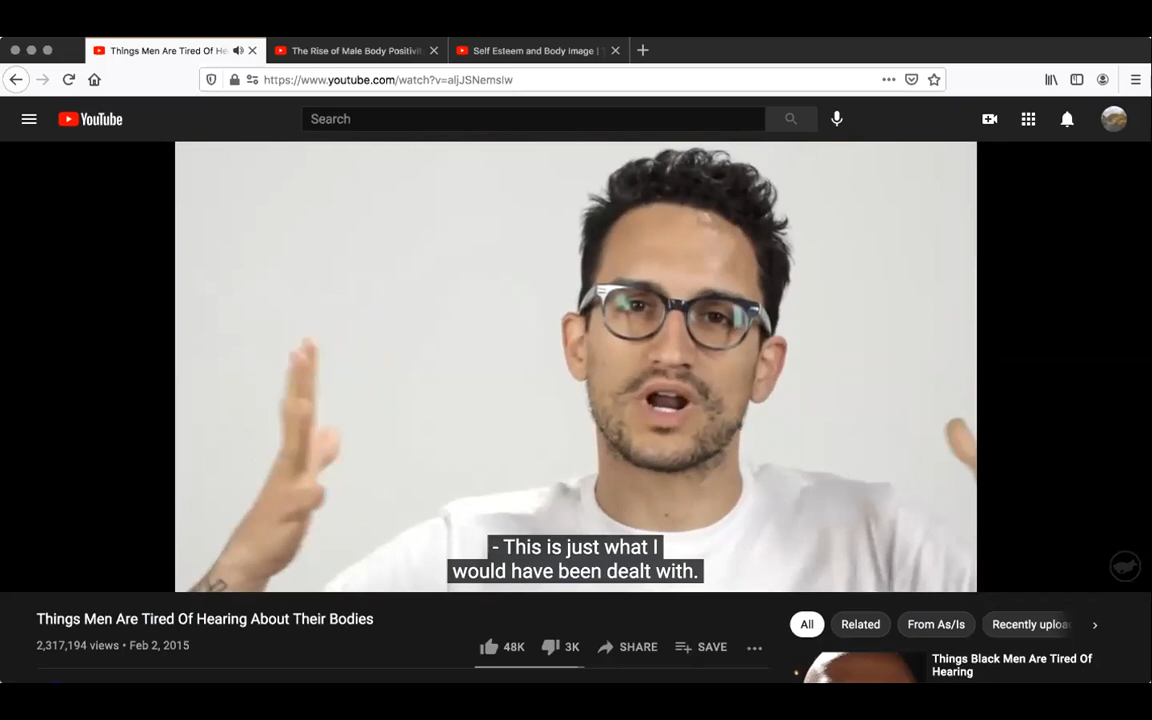 Things Men Are Tired Of He
The Rise of Male Body Positivi
Self Esteem and Body Image |
https://www.youtube.com/watch?v=aljJSNemslw
YouTube
Search
- This is just what I
would have been dealt with.
Things Men Are Tired Of Hearing About Their Bodies
2,317,194 views • Feb 2, 2015
48K
3K
SHARE
SAVE
All
Related
From As/Is
Recently uploa
Things Black Men Are Tired Of
Hearing